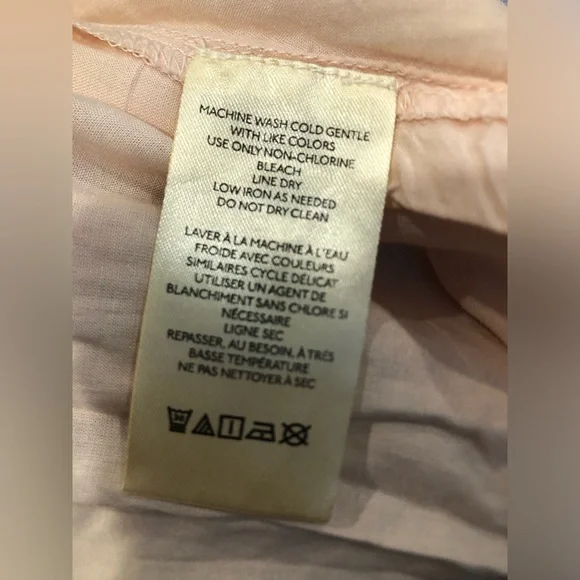 MACHINE WASH COLD GENTLE
WITH LIKE COLORS
USE ONLY NON-CHLORINE
BLEACH
LINE DRY
LOW IRON AS NEEDED
DO NOT DRY CLEAN
LAVER À LA MACHINE À L'EAU
FROIDE AVEC COULEURS
SIMILAIRES CYCLE DÉLICAT
UTILISER UN AGENT DE
BLANCHIMENT SANS CHLORE SI
NÉCESSAIRE
LIGNE SEC
REPASSER, AU BESOIN, À TRÈS
BASSE TEMPÉRATURE
NE PAS NETTOYER À SEC